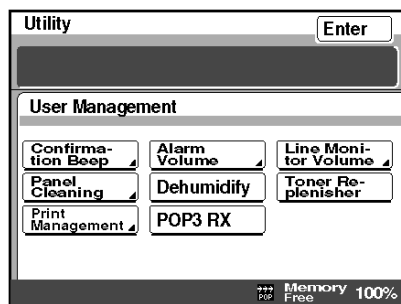 Utility
Enter
User Management
Confirma-
tion Beep
Alarm
Volume
Line Moni-
tor Volume
Panel
Cleaning
Dehumidify
Toner Re-
plenisher
Print
Management
POP3 RX
POP
Memory
Free
100%